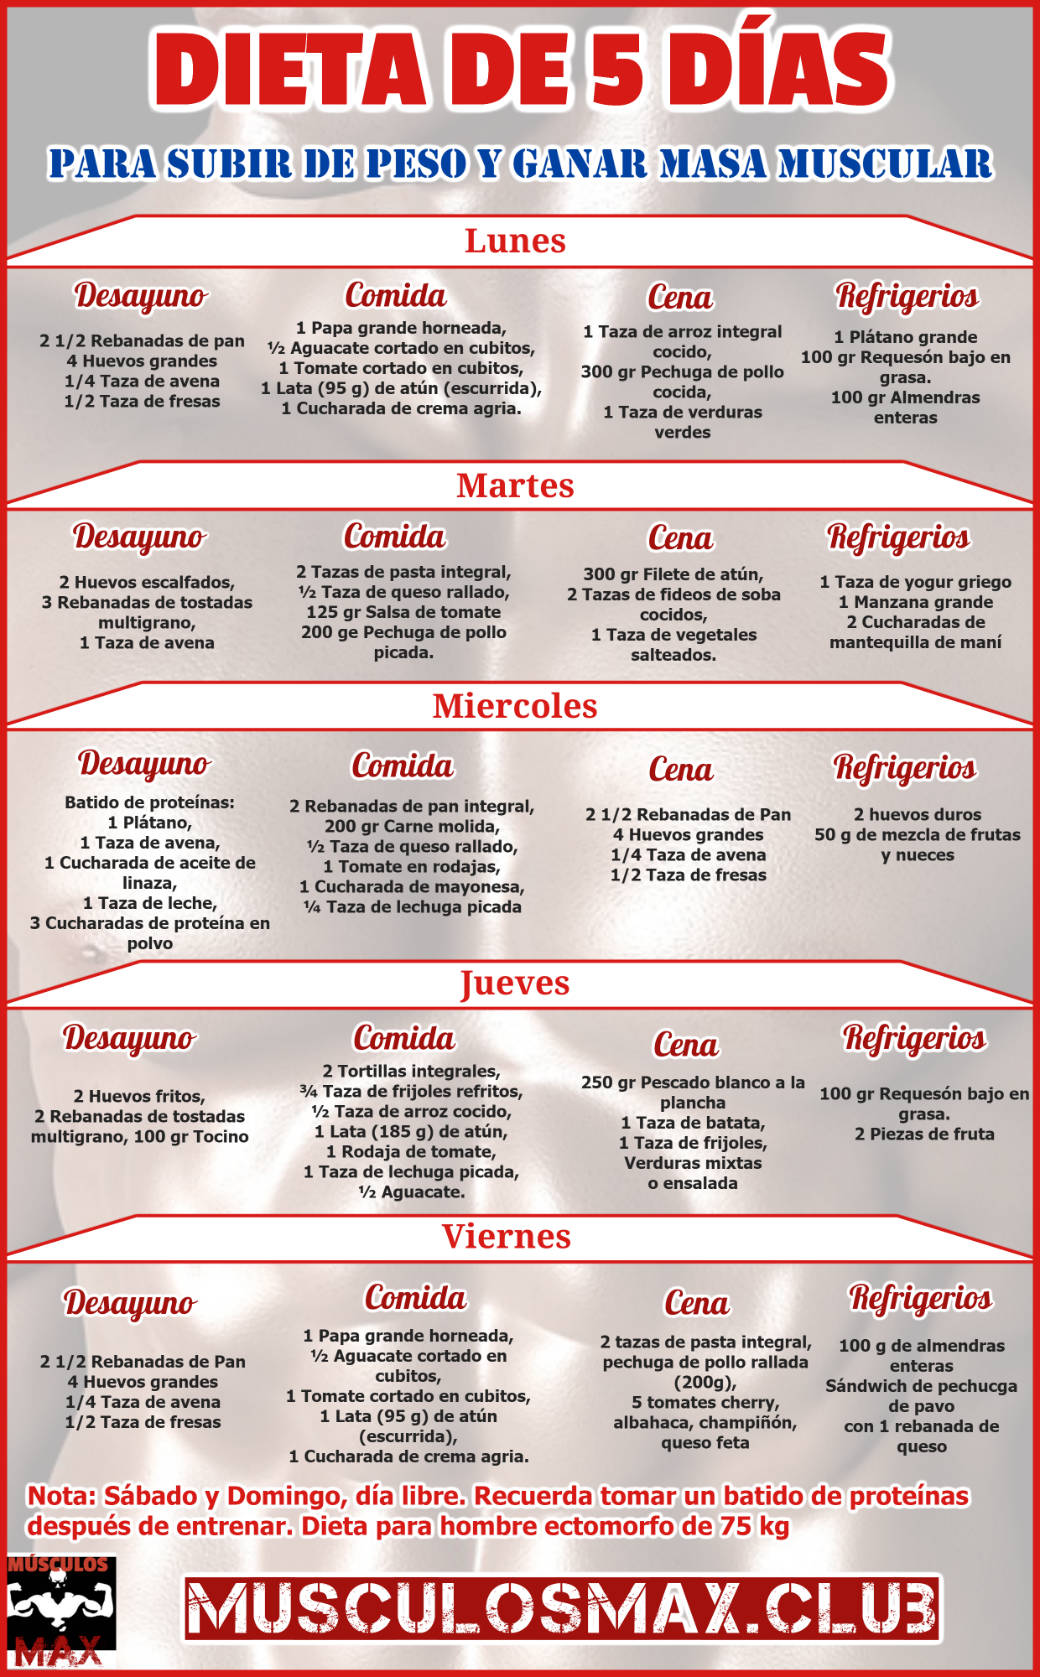 DIETA DE 5 DÍAS
PARA SUBIR DE PESO Y GANAR MASA MUSCULAR
Lunes
Desayuno
2 1/2 Rebanadas de pan
4 Huevos grandes
1/4 Taza de avena
1/2 Taza de fresas
Comida
1 Papa grande horneada,
½ Aguacate cortado en cubitos,
1 Tomate cortado en cubitos,
1 Lata (95 g) de atún (escurrida),
1 Cucharada de crema agria.
Cena
1 Taza de arroz integral
cocido,
300 gr Pechuga de pollo
cocida,
1 Taza de verduras
verdes
Refrigerios
1 Plátano grande
100 gr Requesón bajo en
grasa.
100 gr Almendras
enteras
Martes
Desayuno
2 Huevos escalfados,
3 Rebanadas de tostadas
multigrano,
1 Taza de avena
Comida
2 Tazas de pasta integral,
½ Taza de queso rallado,
125 gr Salsa de tomate
200 ge Pechuga de pollo
picada.
Cena
300 gr Filete de atún,
2 Tazas de fideos de soba
cocidos,
1 Taza de vegetales
salteados.
Refrigerios
1 Taza de yogur griego
1 Manzana grande
2 Cucharadas de
mantequilla de maní
Miercoles
Desayuno
Batido de proteínas:
1 Plátano,
1 Taza de avena,
1 Cucharada de aceite de
linaza,
1 Taza de leche,
3 Cucharadas de proteína en
polvo
Comida
2 Rebanadas de pan integral,
200 gr Carne molida,
½ Taza de queso rallado,
1 Tomate en rodajas,
1 Cucharada de mayonesa,
¼ Taza de lechuga picada
Cena
2 1/2 Rebanadas de Pan
4 Huevos grandes
1/4 Taza de avena
1/2 Taza de fresas
Refrigerios
2 huevos duros
50 g de mezcla de frutas
y nueces
Jueves
Desayuno
2 Huevos fritos,
2 Rebanadas de tostadas
multigrano, 100 gr Tocino
Comida
2 Tortillas integrales,
¾ Taza de frijoles refritos,
½ Taza de arroz cocido,
1 Lata (185 g) de atún,
1 Rodaja de tomate,
1 Taza de lechuga picada,
½ Aguacate.
Cena
250 gr Pescado blanco a la
plancha
1 Taza de batata,
1 Taza de frijoles,
Verduras mixtas
o ensalada
Refrigerios
100 gr Requesón bajo en
grasa.
2 Piezas de fruta
Viernes
Desayuno
2 1/2 Rebanadas de Pan
4 Huevos grandes
1/4 Taza de avena
1/2 Taza de fresas
Comida
1 Papa grande horneada,
½ Aguacate cortado en
cubitos,
1 Tomate cortado en cubitos,
1 Lata (95 g) de atún
(escurrida),
1 Cucharada de crema agria.
Cena
2 tazas de pasta integral,
pechuga de pollo rallada
(200g),
5 tomates cherry,
albahaca, champiñón,
queso feta
Refrigerios
100 g de almendras
enteras
Sándwich de pechucga
de pavo
con 1 rebanada de
queso
Nota: Sábado y Domingo, día libre. Recuerda tomar un batido de proteínas
después de entrenar. Dieta para hombre ectomorfo de 75 kg
MÚSCULOS
MAX
MUSCULOSMAX.CLUB